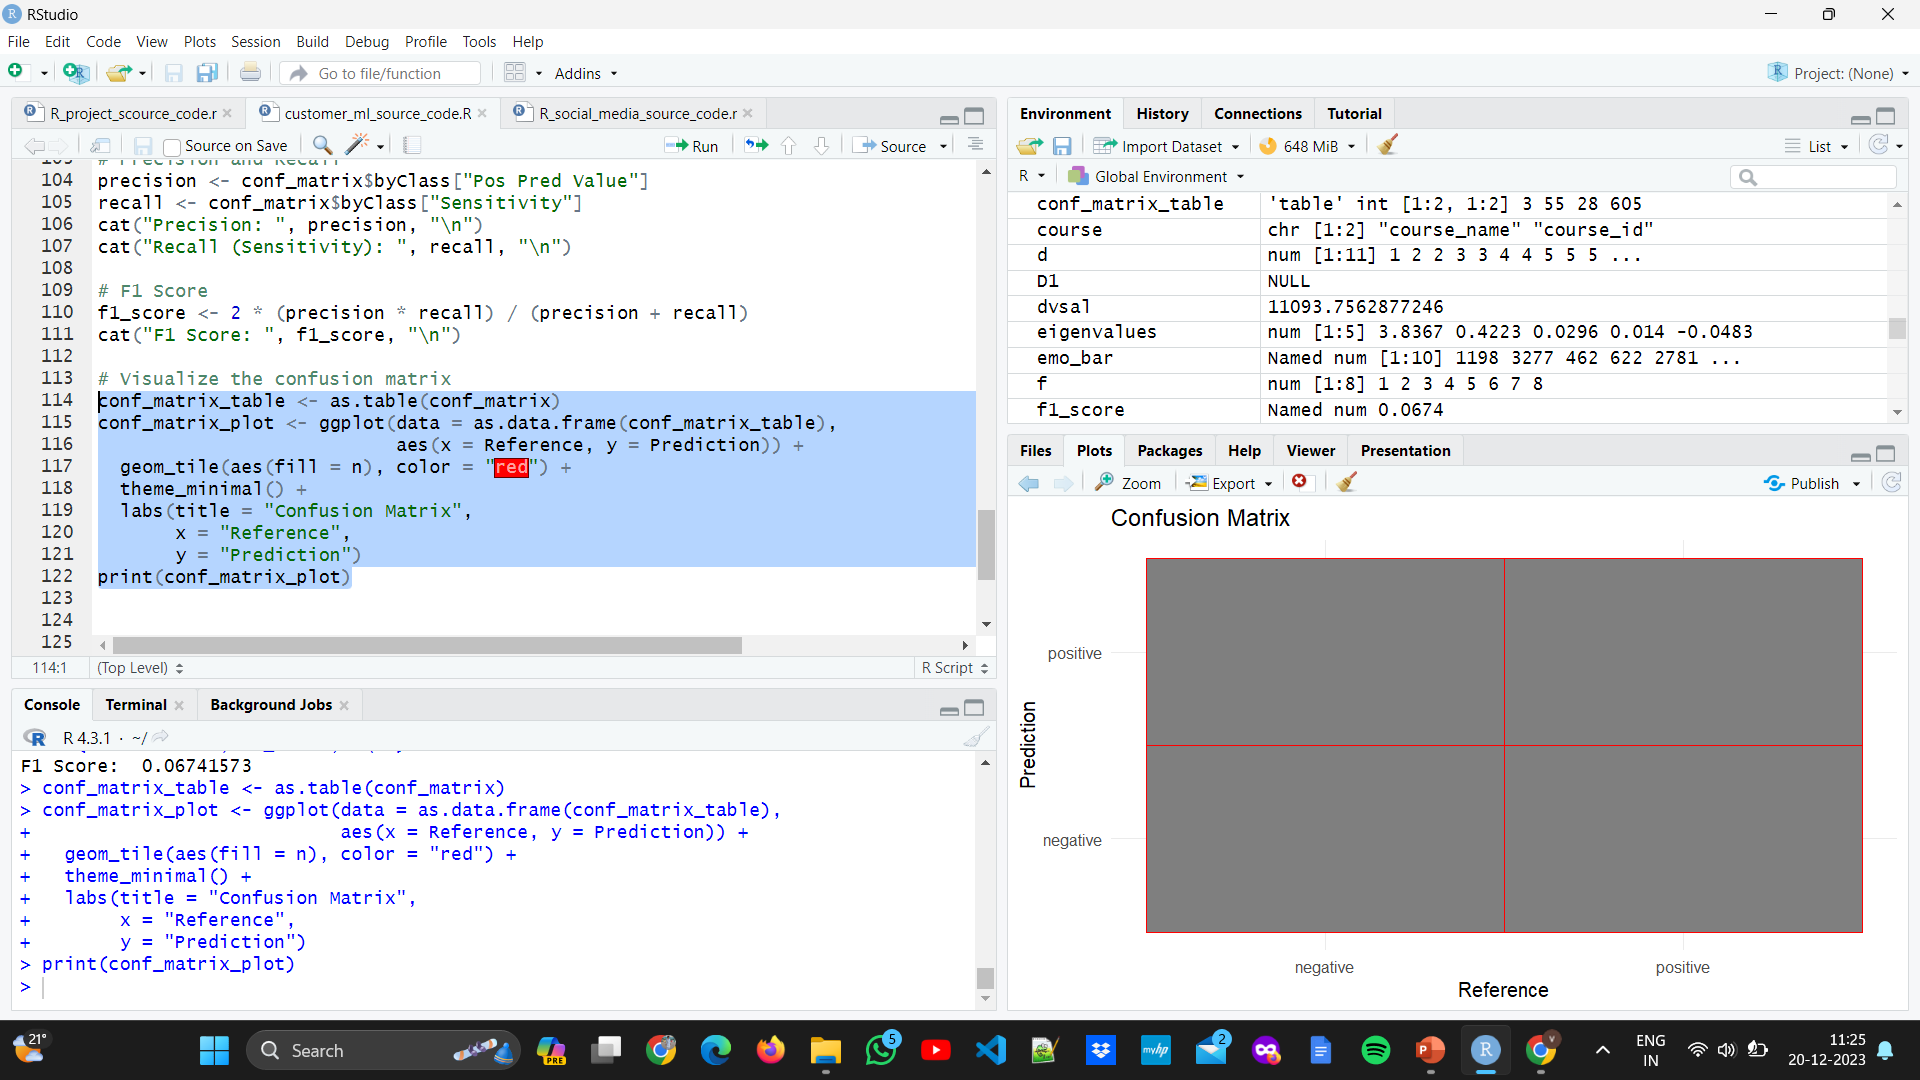 RStudio
File Edit Code View Plots Session Build Debug Profile Tools Help
Go to file/function Addins Project: (None)
R_project_scource_code.r customer_ml_source_code.R R_social_media_source_code.r
Source on Save Run Source
# Precision and Recall
104 precision <- conf_matrix$byClass["Pos Pred Value"]
105 recall <- conf_matrix$byClass["Sensitivity"]
106 cat("Precision: ", precision, "\n")
107 cat("Recall (Sensitivity): ", recall, "\n")
108
109 # F1 Score
110 f1_score <- 2 * (precision * recall) / (precision + recall)
111 cat("F1 Score: ", f1_score, "\n")
112
113 # Visualize the confusion matrix
114 conf_matrix_table <- as.table(conf_matrix)
115 conf_matrix_plot <- ggplot(data = as.data.frame(conf_matrix_table),
116 aes(x = Reference, y = Prediction)) +
117 geom_tile(aes(fill = n), color = "red") +
118 theme_minimal() +
119 labs(title = "Confusion Matrix",
120 x = "Reference",
121 y = "Prediction")
122 print(conf_matrix_plot)
123
124
125
114:1 (Top Level) R Script
Console Terminal Background Jobs
R 4.3.1 · ~/
F1 Score: 0.06741573
> conf_matrix_table <- as.table(conf_matrix)
> conf_matrix_plot <- ggplot(data = as.data.frame(conf_matrix_table),
+ aes(x = Reference, y = Prediction)) +
+ geom_tile(aes(fill = n), color = "red") +
+ theme_minimal() +
+ labs(title = "Confusion Matrix",
+ x = "Reference",
+ y = "Prediction")
> print(conf_matrix_plot)
>
Environment History Connections Tutorial
Import Dataset 648 MiB List
R Global Environment
conf_matrix_table 'table' int [1:2, 1:2] 3 55 28 605
course chr [1:2] "course_name" "course_id"
d num [1:11] 1 2 2 3 3 4 4 5 5 5 ...
D1 NULL
dvsal 11093.7562877246
eigenvalues num [1:5] 3.8367 0.4223 0.0296 0.014 -0.0483
emo_bar Named num [1:10] 1198 3277 462 622 2781 ...
f num [1:8] 1 2 3 4 5 6 7 8
f1_score Named num 0.0674
Files Plots Packages Help Viewer Presentation
Zoom Export Publish
Confusion Matrix
positive
Prediction
negative
negative positive
Reference
21°
Search
PRE
5
myhp
2
V
ENG
IN
11:25
20-12-2023